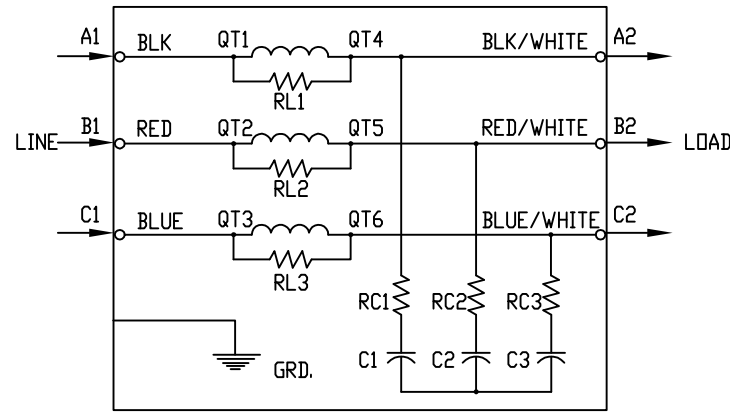 A1 BLK QT1 QT4 BLK/WHITE A2
RL1
B1 RED QT2 QT5 RED/WHITE B2
LINE LOAD
RL2
C1 BLUE QT3 QT6 BLUE/WHITE C2
RL3
RC1 RC2 RC3
C1 C2 C3
GRD.